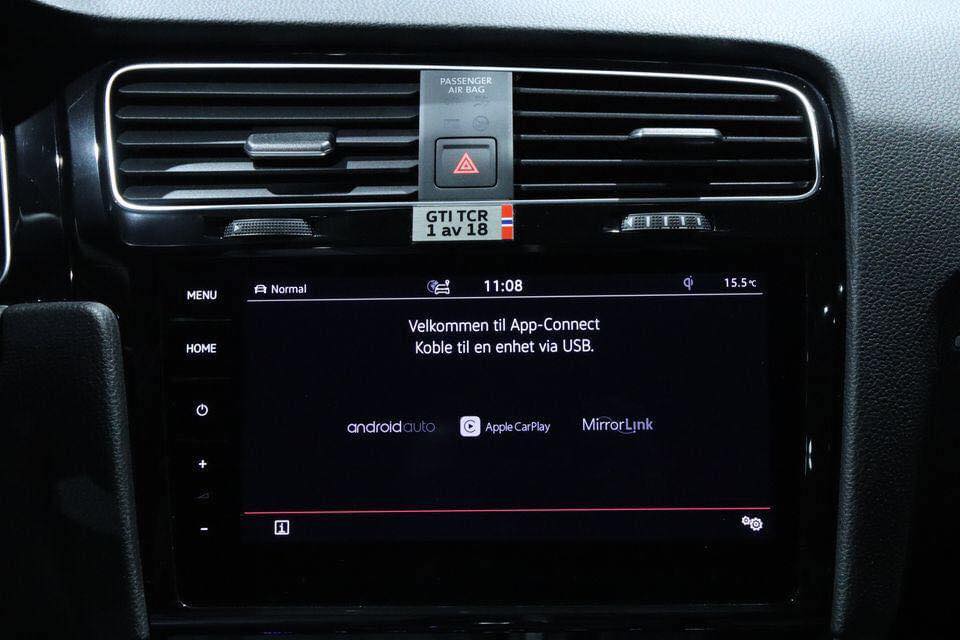 PASSENGER
AIR BAG
GTI TCR
1 av 18
MENU
HOME
Normal
11:08
15.5°C
Velkommen til App-Connect
Koble til en enhet via USB.
androidauto
Apple CarPlay
MirrorLink